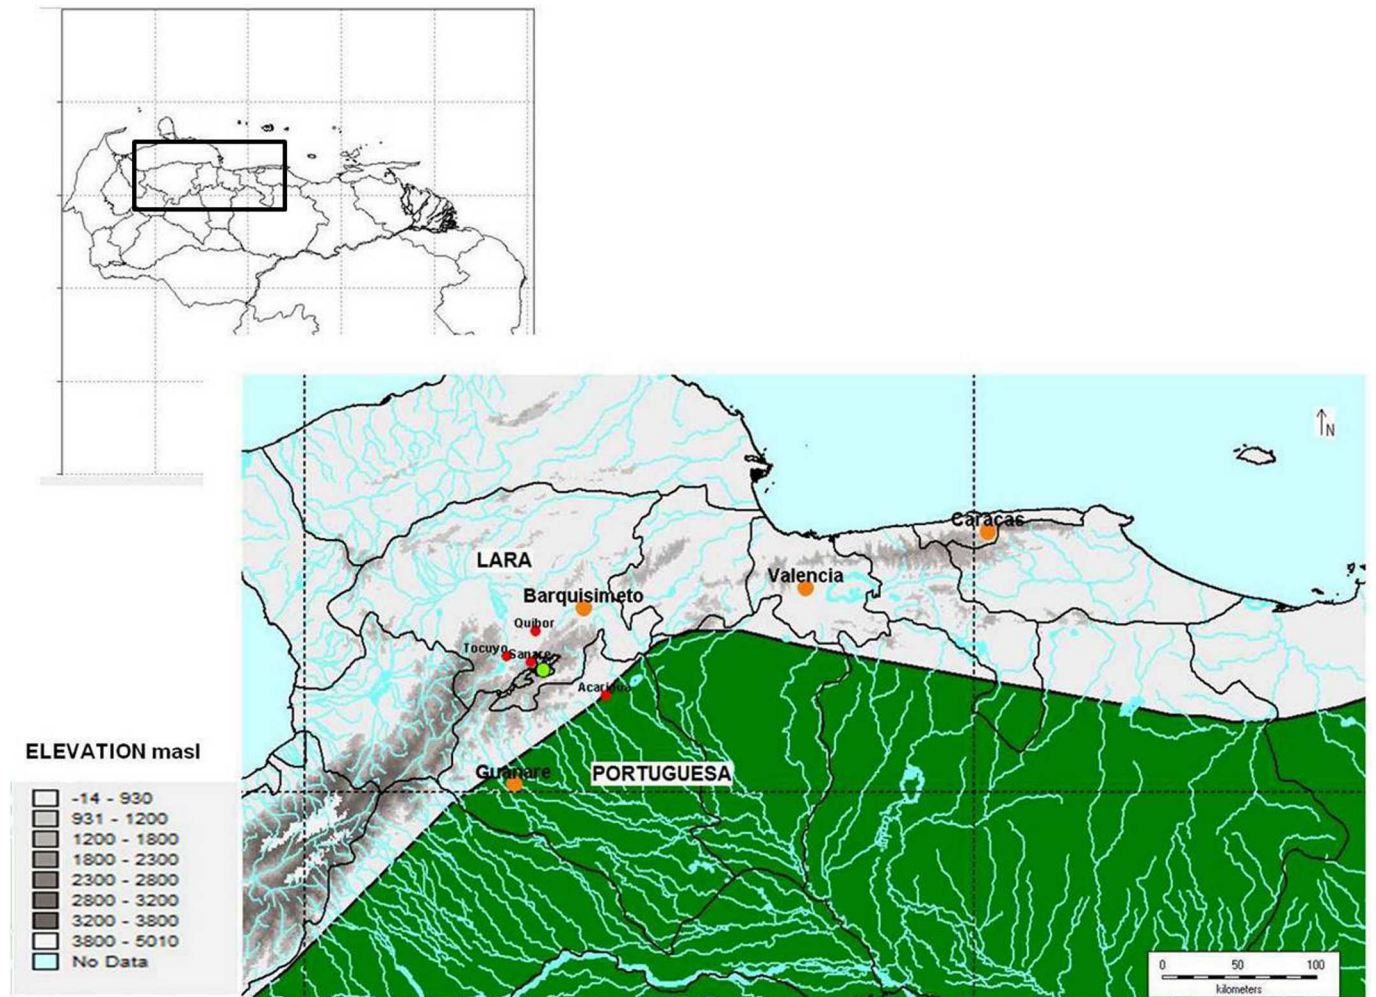 N
Caracas
LARA
Valencia
Barquisimeto
Quibor
Tocuyo
Sanare
Acarigua
Guanare
PORTUGUESA
ELEVATION masl
-14 - 930
931 - 1200
1200 - 1800
1800 - 2300
2300 - 2800
2800 - 3200
3200 - 3800
3800 - 5010
No Data
0 50 100
kilometers